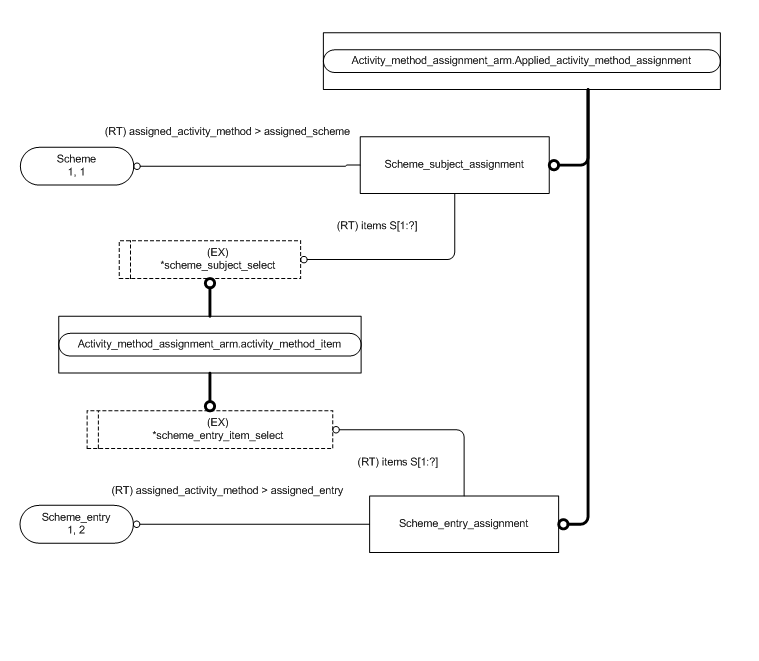 Activity_method_assignment_arm.Applied_activity_method_assignment
(RT) assigned_activity_method > assigned_scheme
Scheme
1, 1
Scheme_subject_assignment
(RT) items S[1:?]
(EX)
*scheme_subject_select
Activity_method_assignment_arm.activity_method_item
(EX)
*scheme_entry_item_select
(RT) items S[1:?]
(RT) assigned_activity_method > assigned_entry
Scheme_entry
1, 2
Scheme_entry_assignment